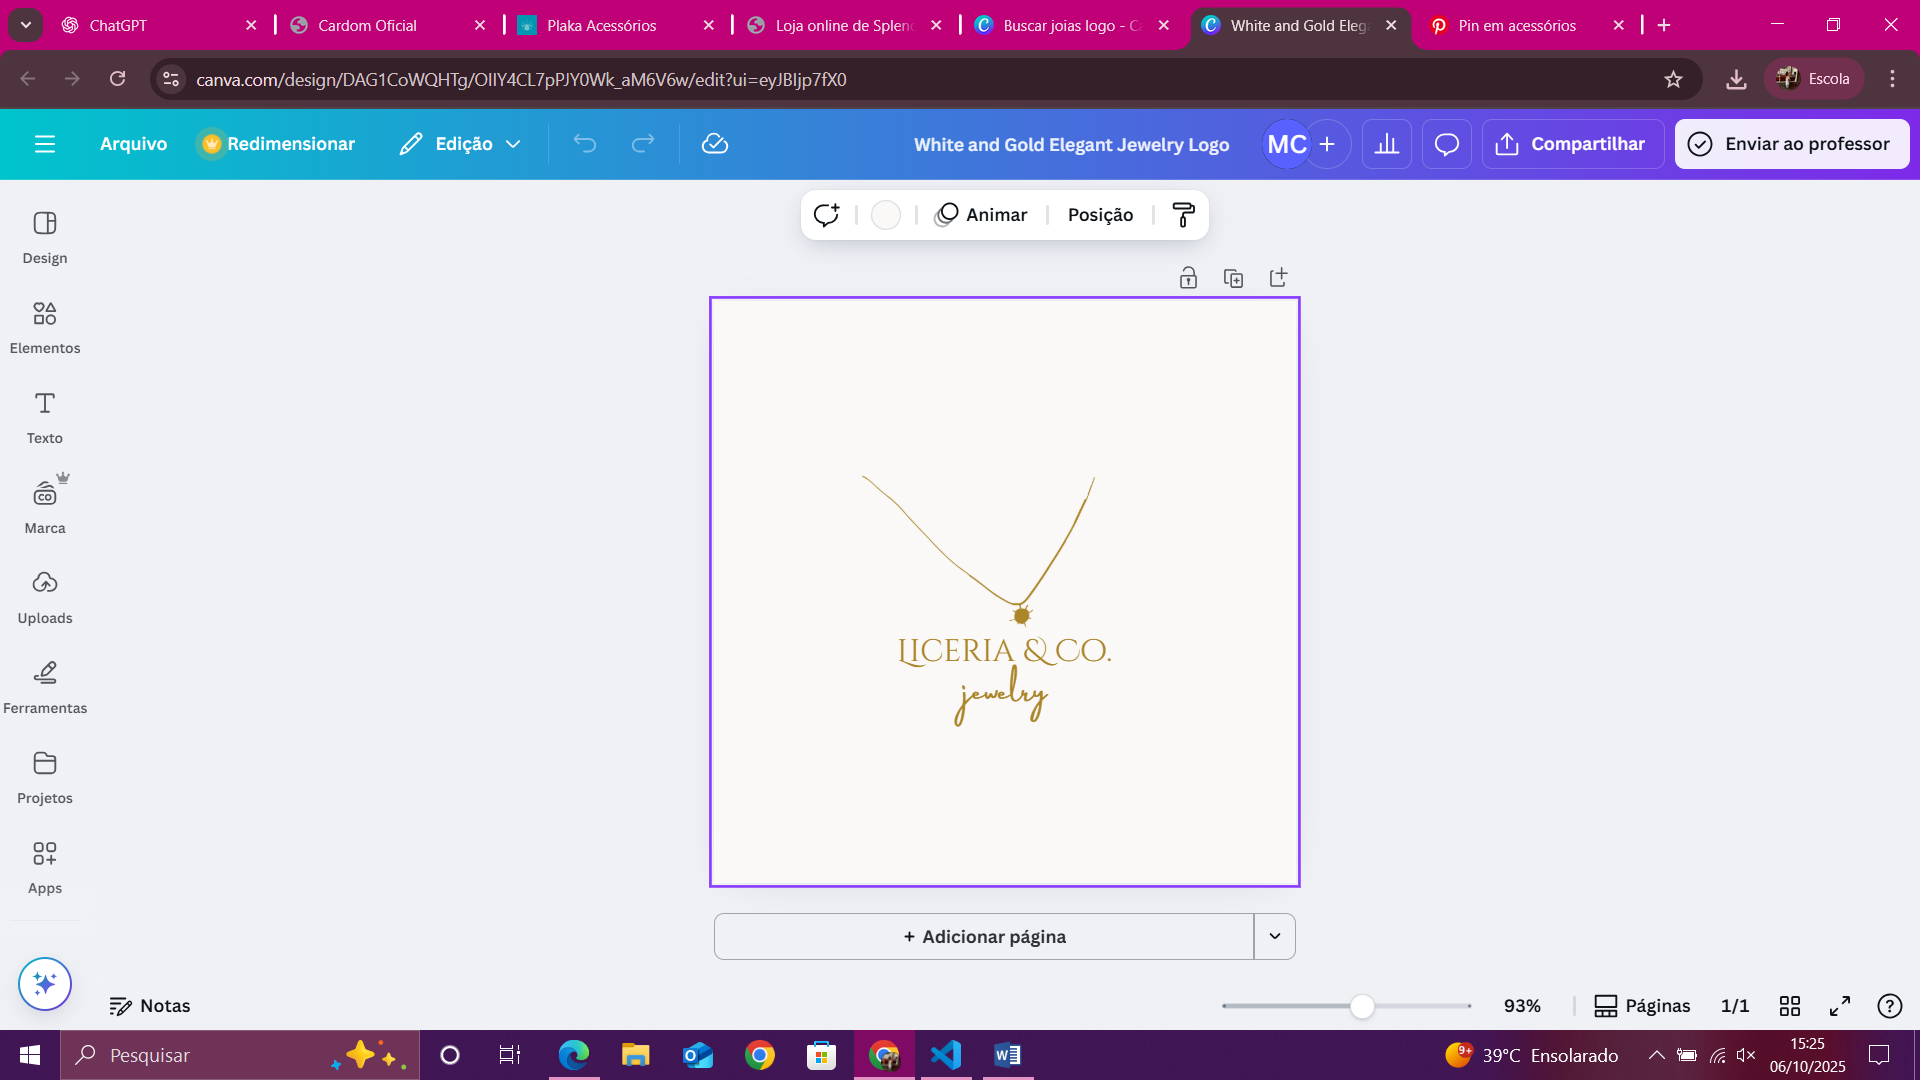 ChatGPT
Cardom Oficial
Plaka Acessórios
Loja online de Splen
Buscar joias logo - C
White and Gold Eleg
Pin em acessórios
canva.com/design/DAG1CoWQHTg/OIIY4CL7pPJY0Wk_aM6V6w/edit?ui=eyJBIjp7fX0
Escola
Arquivo
Redimensionar
Edição
White and Gold Elegant Jewelry Logo
MC
Compartilhar
Enviar ao professor
Animar
Posição
Design
Elementos
Texto
CO
Marca
Uploads
Ferramentas
Projetos
Apps
LICERIA & CO.
jewelry
+ Adicionar página
Notas
93%
Páginas
1/1
Pesquisar
9+
39°C Ensolarado
15:25
06/10/2025